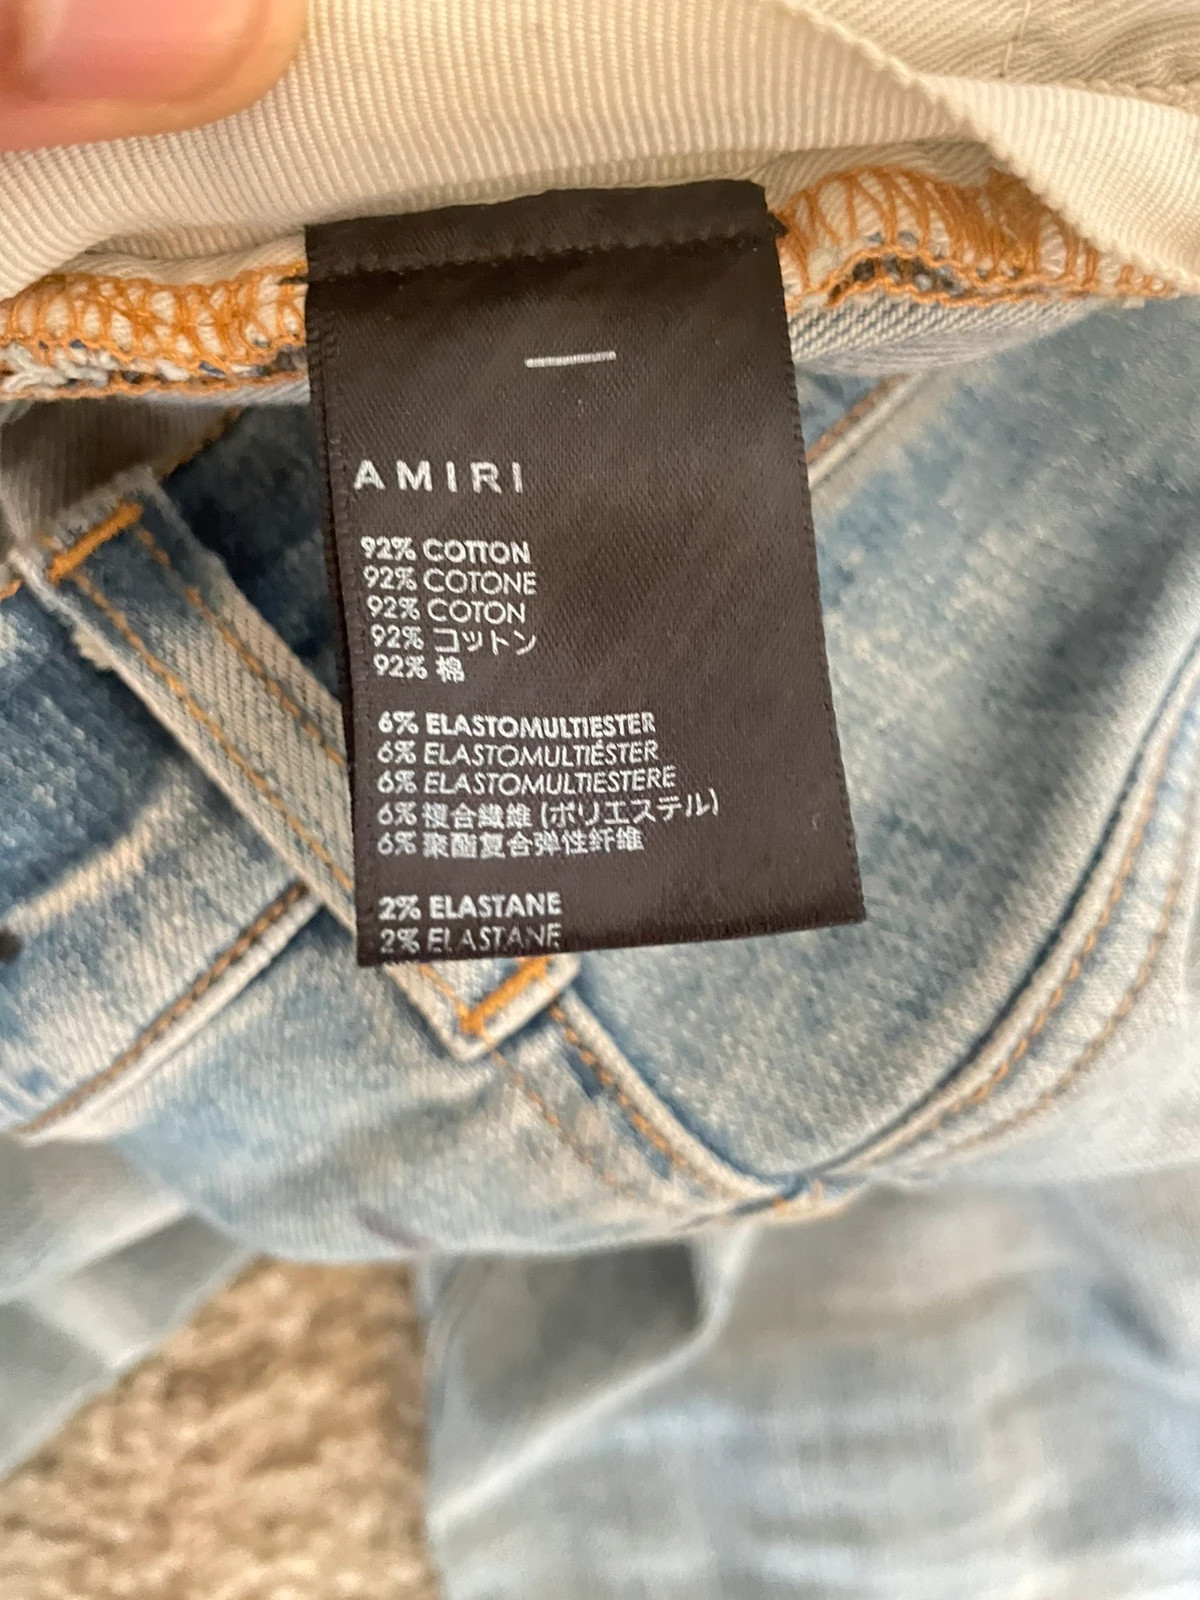 AMIRI
92% COTTON
92% COTONE
92% COTON
92% コットン
92% 棉
6% ELASTOMULTIESTER
6% ELASTOMULTIÉSTER
6% ELASTOMULTIESTERE
6%複合繊維 (ポリエステル)
6% 聚酯复合弹性纤维
2% ELASTANE
2% ELASTANE